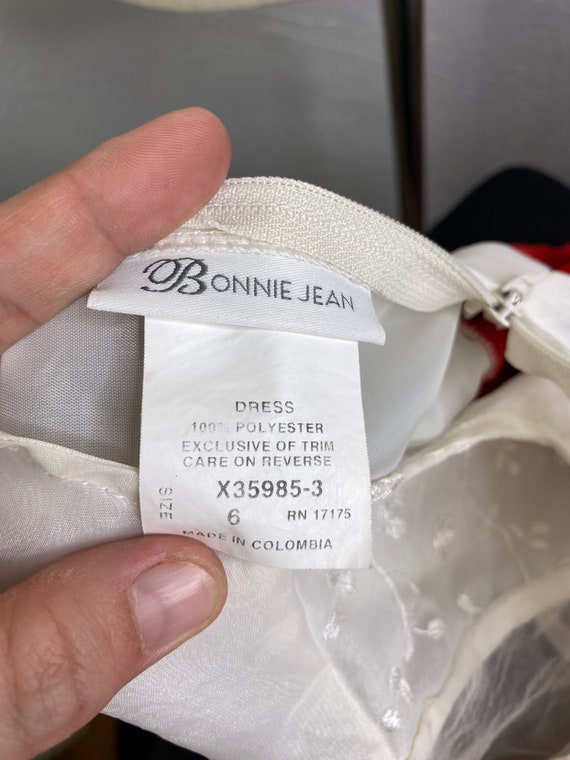 BONNIE JEAN
DRESS
100% POLYESTER
EXCLUSIVE OF TRIM
CARE ON REVERSE
X35985-3
SIZE 6 RN 17175
MADE IN COLOMBIA